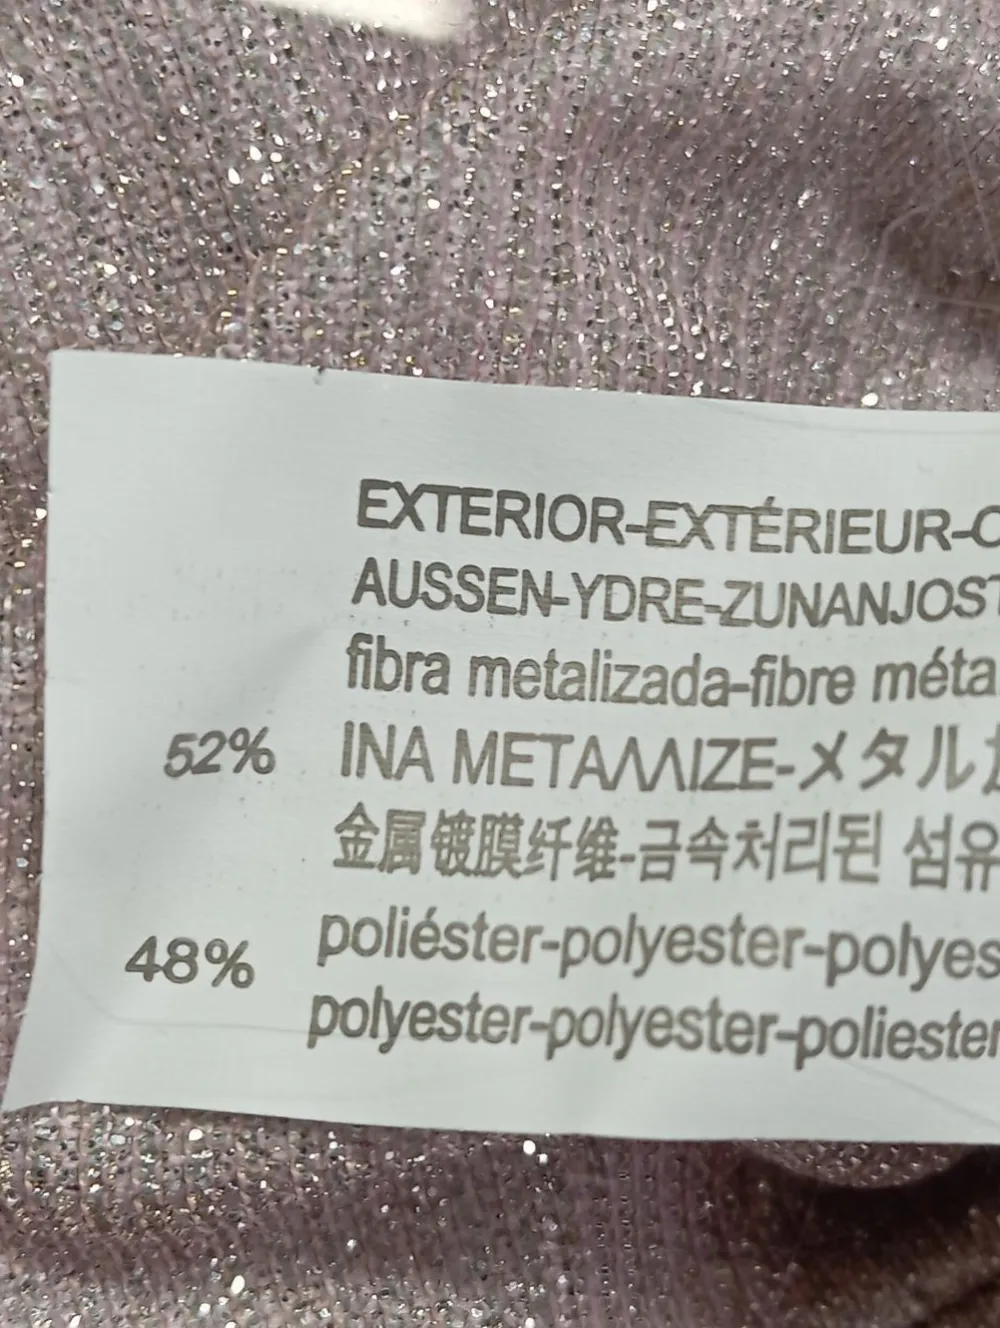 EXTERIOR-EXTÉRIEUR-
AUSSEN-YDRE-ZUNANJOST
fibra metalizada-fibre méta
52% INA METAΛΛIZE-メタル
金属镀膜纤维-금속처리된 섬유
48% poliéster-polyester-polyes
polyester-polyester-poliester